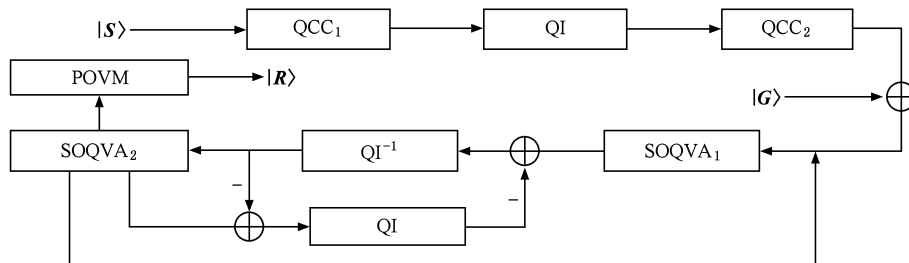 |S⟩ QCC₁ QI QCC₂
POVM |R⟩ |G⟩
SOQVA₂ QI⁻¹ SOQVA₁
− −
QI